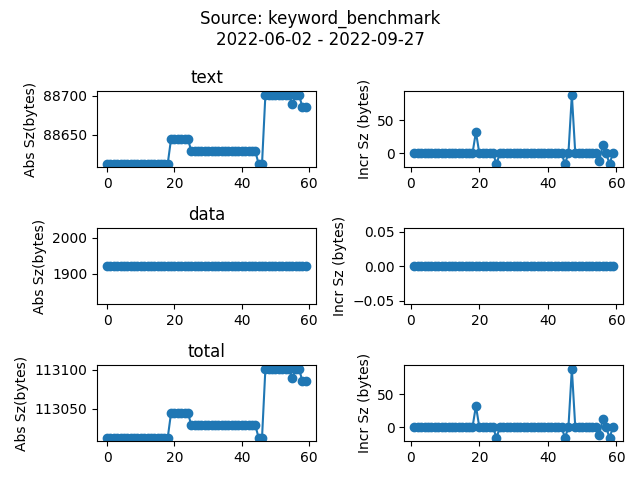 Source: keyword_benchmark
2022-06-02 - 2022-09-27
text
Abs Sz(bytes)
88700
88650
0 20 40 60
Incr Sz (bytes)
50
0
0 20 40 60
data
Abs Sz(bytes)
2000
1900
0 20 40 60
Incr Sz (bytes)
0.05
0.00
−0.05
0 20 40 60
total
Abs Sz(bytes)
113100
113050
0 20 40 60
Incr Sz (bytes)
50
0
0 20 40 60